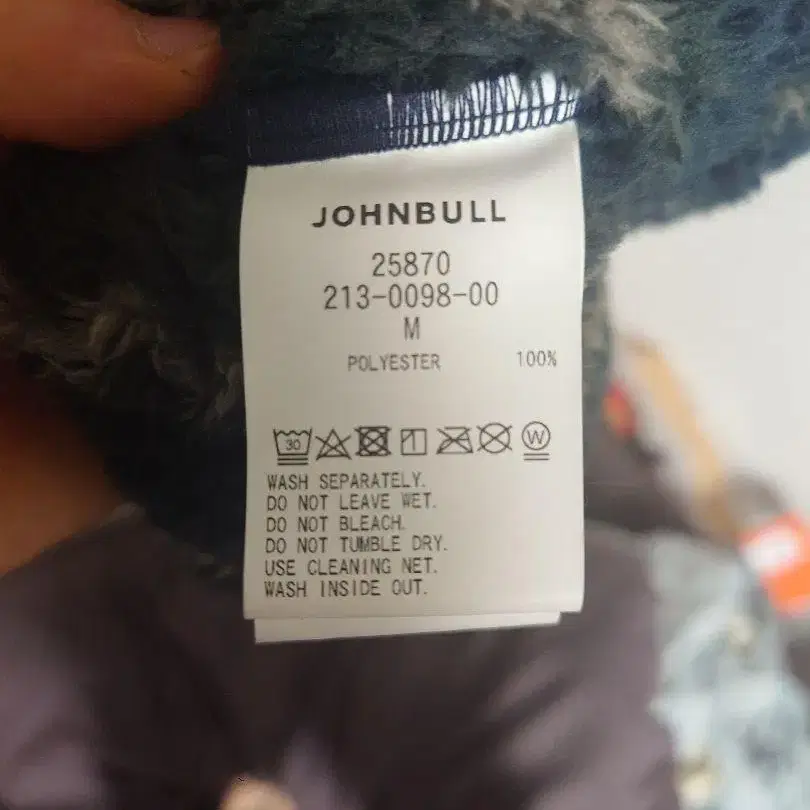 JOHNBULL
25870
213-0098-00
M
POLYESTER 100%
30 W
WASH SEPARATELY.
DO NOT LEAVE WET.
DO NOT BLEACH.
DO NOT TUMBLE DRY.
USE CLEANING NET.
WASH INSIDE OUT.